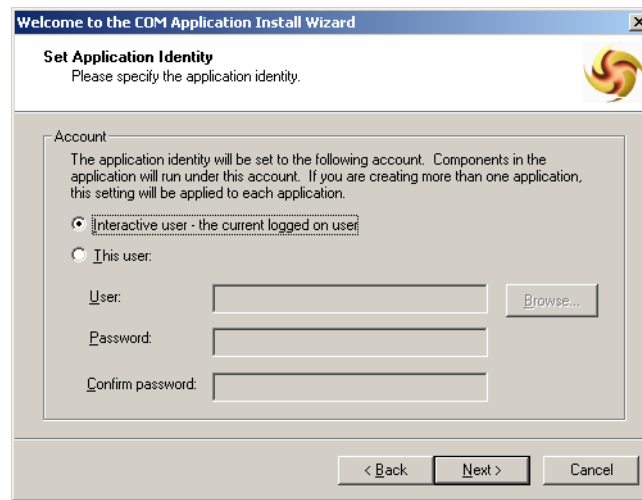 Welcome to the COM Application Install Wizard
Set Application Identity
Please specify the application identity.
Account
The application identity will be set to the following account.  Components in the
application will run under this account.  If you are creating more than one application,
this setting will be applied to each application.
Interactive user - the current logged on user
This user:
User:
Browse...
Password:
Confirm password:
< Back
Next >
Cancel